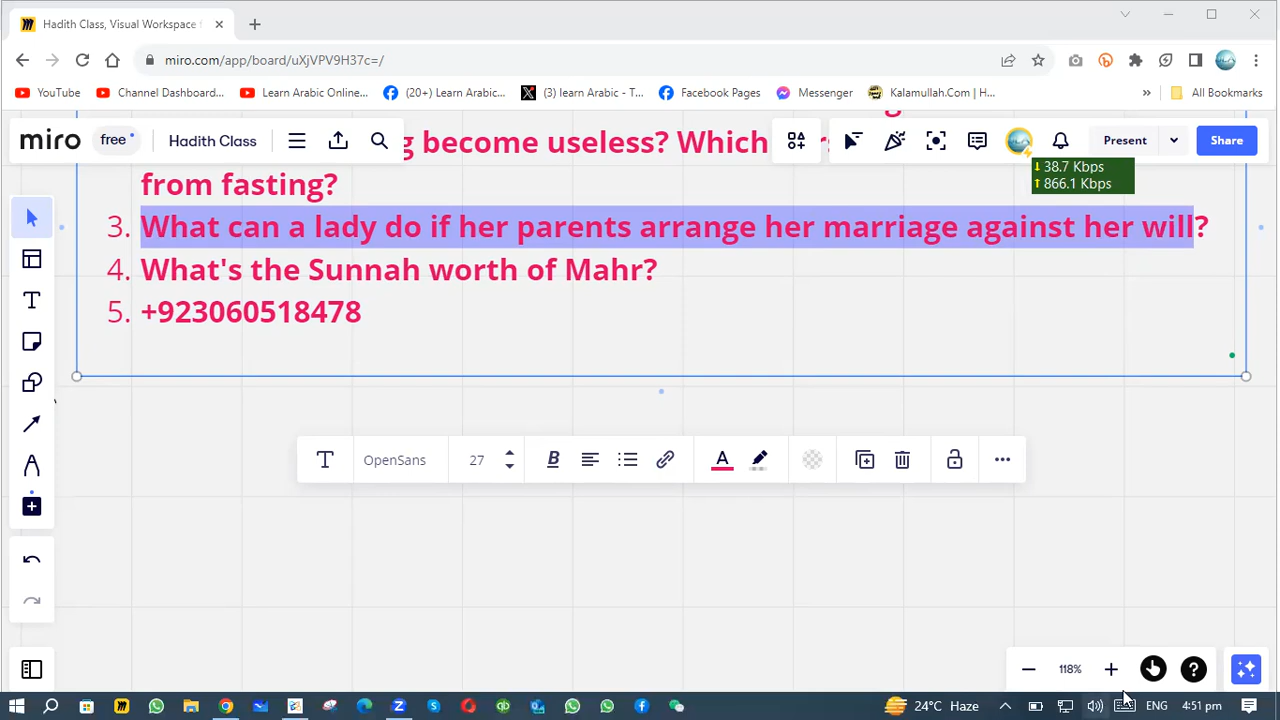 Hadith Class, Visual Workspace f
miro.com/app/board/uXjVPV9H37c=/
YouTube
Channel Dashboard...
Learn Arabic Online...
(20+) Learn Arabic...
(3) learn Arabic - T...
Facebook Pages
Messenger
Kalamullah.Com | H...
»
All Bookmarks
miro
free
Hadith Class
Present
Share
38.7 Kbps
866.1 Kbps
g become useless? Which
from fasting?
3. What can a lady do if her parents arrange her marriage against her will?
4. What's the Sunnah worth of Mahr?
5. +923060518478
OpenSans
27
B
A
118%
24°C Haze
ENG
4:51 pm